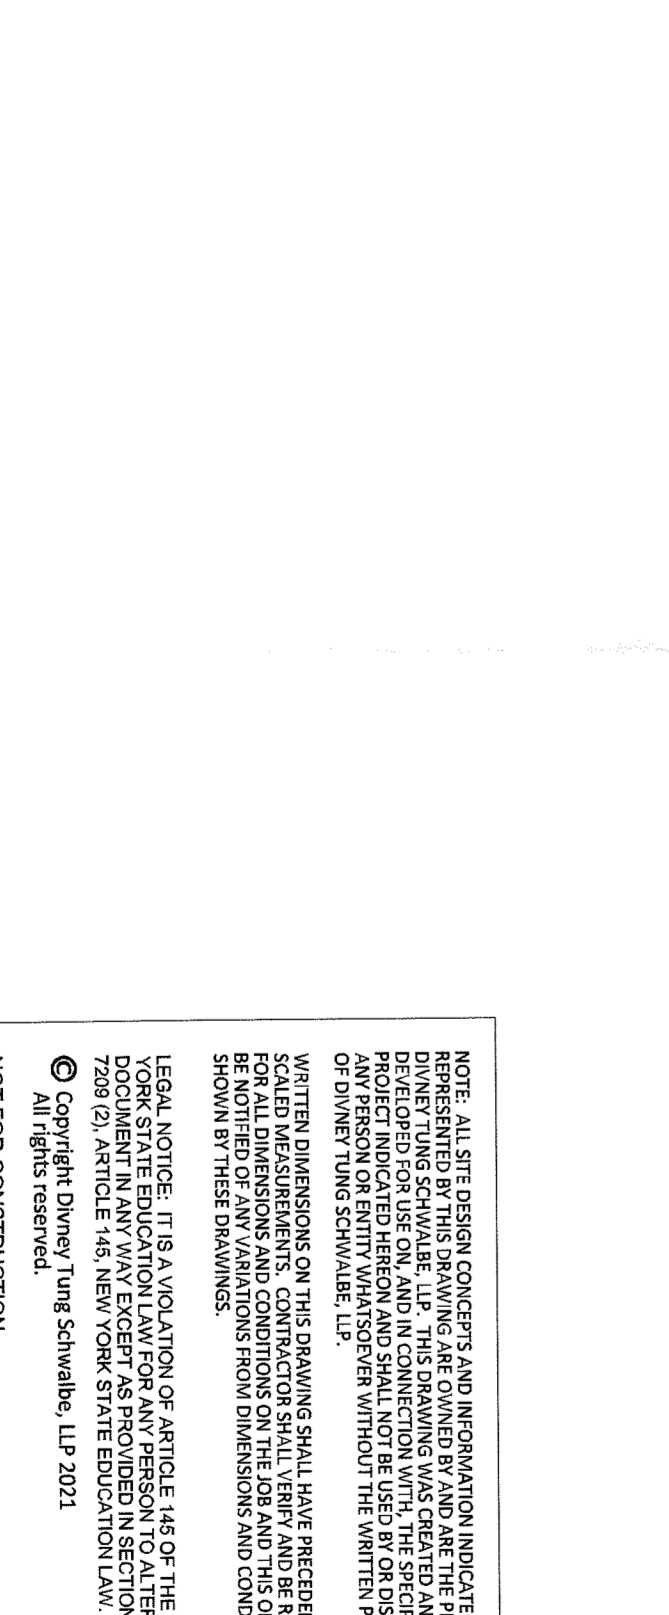 NOTE: ALL SITE DESIGN CONCEPTS AND INFORMATION INDICATE
REPRESENTED BY THIS DRAWING ARE OWNED BY AND ARE THE
DIVNEY TUNG SCHWALBE, LLP. THIS DRAWING WAS CREATED AN
DEVELOPED FOR USE ON, AND IN CONNECTION WITH, THE SPECIF
PROJECT INDICATED HEREON AND SHALL NOT BE USED BY OR DIS
ANY PERSON OR ENTITY WHATSOEVER WITHOUT THE WRITTEN P
OF DIVNEY TUNG SCHWALBE, LLP.
WRITTEN DIMENSIONS ON THIS DRAWING SHALL HAVE PRECEDE
SCALED MEASUREMENTS. CONTRACTOR SHALL VERIFY AND BE R
FOR ALL DIMENSIONS AND CONDITIONS ON THE JOB AND THIS O
BE NOTIFIED OF ANY VARIATIONS FROM DIMENSIONS AND COND
SHOWN BY THESE DRAWINGS.
LEGAL NOTICE: IT IS A VIOLATION OF ARTICLE 145 OF THE
YORK STATE EDUCATION LAW FOR ANY PERSON TO ALTER
DOCUMENT IN ANY WAY EXCEPT AS PROVIDED IN SECTION
7209 (2), ARTICLE 145, NEW YORK STATE EDUCATION LAW.
© Copyright Divney Tung Schwalbe, LLP 2021
All rights reserved.
NOT FOR CONSTRUCTION